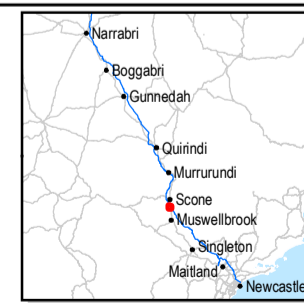 Narrabri
Boggabri
Gunnedah
Quirindi
Murrurundi
Scone
Muswellbrook
Singleton
Maitland
Newcastle